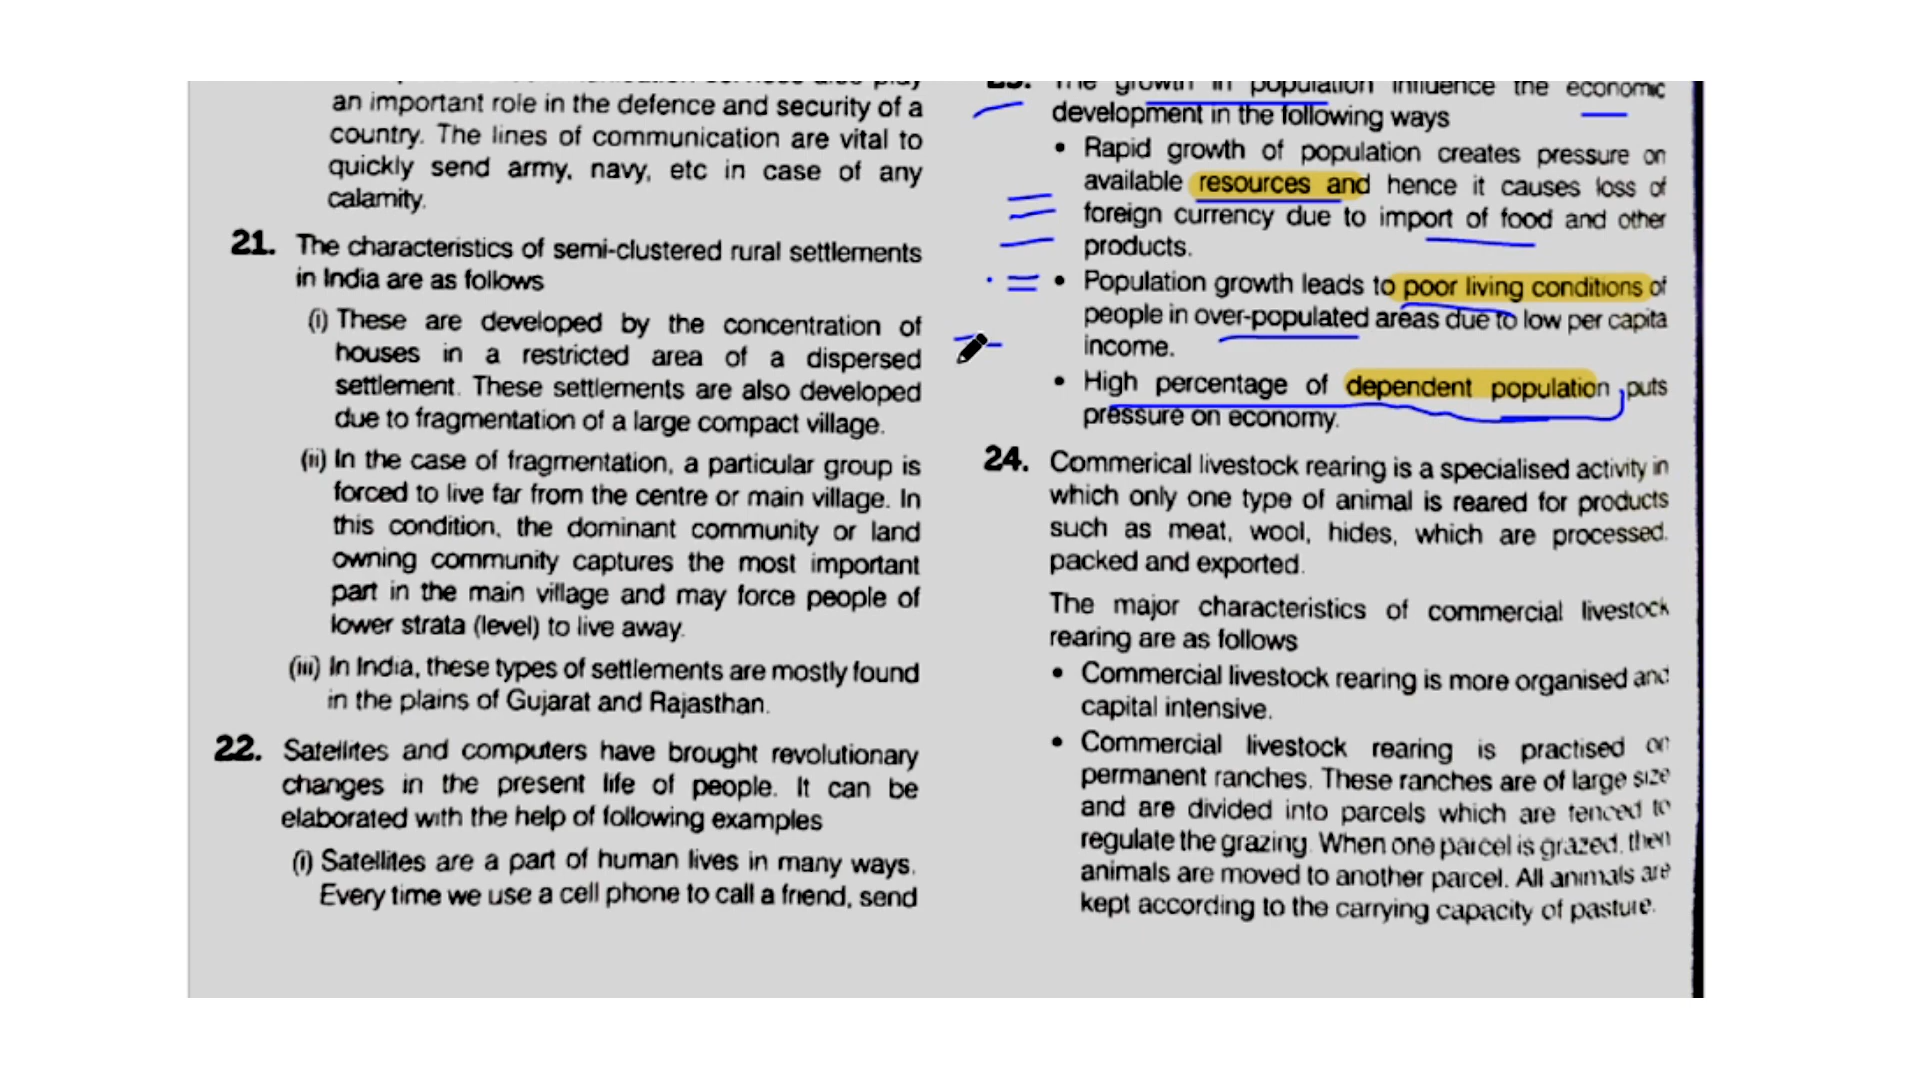 an important role in the defence and security of a
country. The lines of communication are vital to
quickly send army, navy, etc in case of any
calamity.
21. The characteristics of semi-clustered rural settlements
in India are as follows
(i) These are developed by the concentration of
houses in a restricted area of a dispersed
settlement. These settlements are also developed
due to fragmentation of a large compact village.
(ii) In the case of fragmentation, a particular group is
forced to live far from the centre or main village. In
this condition, the dominant community or land
owning community captures the most important
part in the main village and may force people of
lower strata (level) to live away.
(iii) In India, these types of settlements are mostly found
in the plains of Gujarat and Rajasthan.
22. Satellites and computers have brought revolutionary
changes in the present life of people. It can be
elaborated with the help of following examples
(i) Satellites are a part of human lives in many ways.
Every time we use a cell phone to call a friend, send
The growth in population influence the economic
development in the following ways
• Rapid growth of population creates pressure on
available resources and hence it causes loss of
foreign currency due to import of food and other
products.
• Population growth leads to poor living conditions of
people in over-populated areas due to low per capita
income.
• High percentage of dependent population puts
pressure on economy.
24. Commerical livestock rearing is a specialised activity in
which only one type of animal is reared for products
such as meat, wool, hides, which are processed.
packed and exported.
The major characteristics of commercial livestock
rearing are as follows
• Commercial livestock rearing is more organised and
capital intensive.
• Commercial livestock rearing is practised on
permanent ranches. These ranches are of large size
and are divided into parcels which are fenced to
regulate the grazing. When one parcel is grazed, then
animals are moved to another parcel. All animals are
kept according to the carrying capacity of pasture.